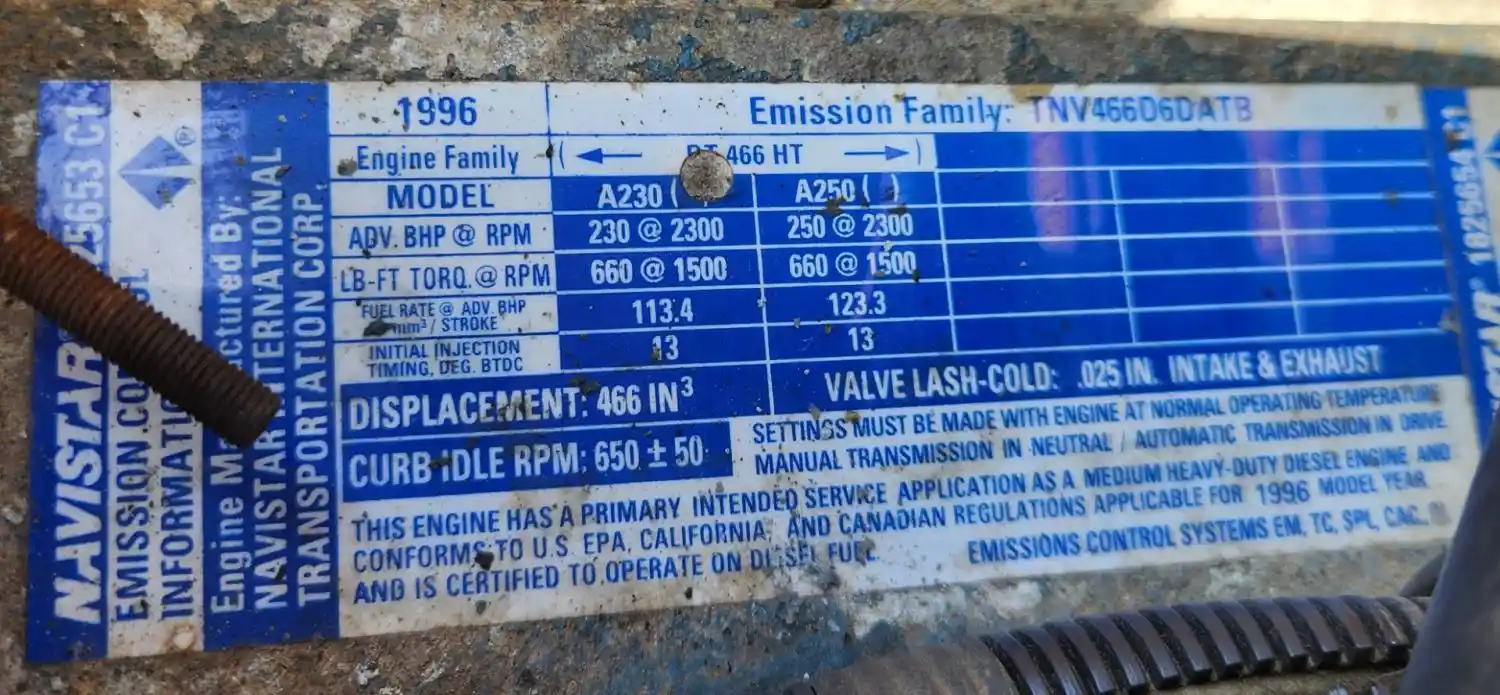 25653 C1
NAVISTAR
EMISSION
INFORMATION
®
Engine
NAVISTAR INTERNATIONAL
TRANSPORTATION CORP.
1996 Emission Family: TNV466D6DATB
Engine Family ( 466 HT )
MODEL A230 ( A250 ( )
ADV. BHP @ RPM 230 @ 2300 250 @ 2300
LB-FT TORQ. @ RPM 660 @ 1500 660 @ 1500
FUEL RATE @ ADV. BHP 113.4 123.3
mm³ / STROKE
INITIAL INJECTION 13 13
TIMING, DEG. BTDC
DISPLACEMENT: 466 IN³ VALVE LASH-COLD: .025 IN. INTAKE & EXHAUST
CURB IDLE RPM: 650 ± 50
SETTINGS MUST BE MADE WITH ENGINE AT NORMAL OPERATING TEMPERATURE
MANUAL TRANSMISSION IN NEUTRAL / AUTOMATIC TRANSMISSION IN DRIVE
THIS ENGINE HAS A PRIMARY INTENDED SERVICE APPLICATION AS A MEDIUM HEAVY-DUTY DIESEL ENGINE AND
CONFORMS TO U.S. EPA, CALIFORNIA, AND CANADIAN REGULATIONS APPLICABLE FOR 1996 MODEL YEAR
AND IS CERTIFIED TO OPERATE ON DIESEL FUEL. EMISSIONS CONTROL SYSTEMS EM, TC, SPL, CAC.
1825654